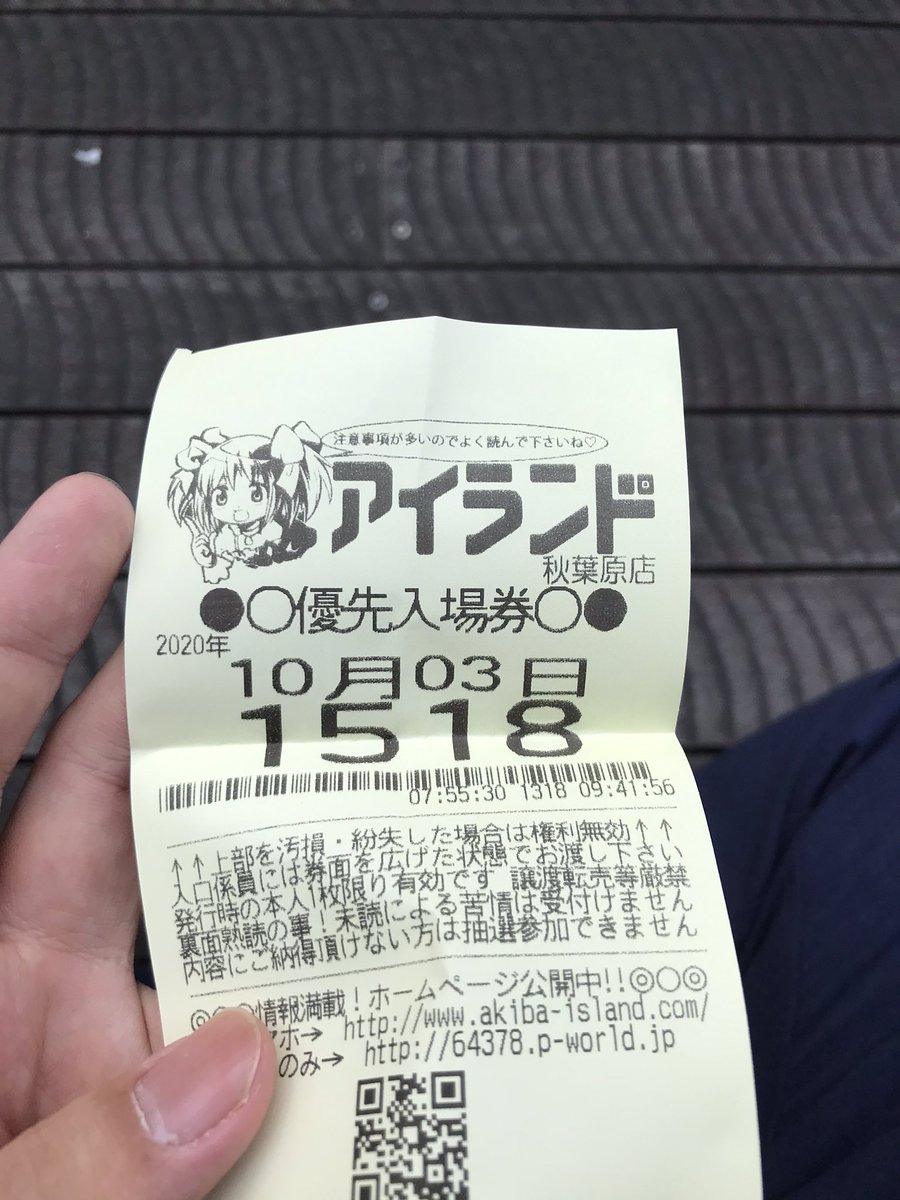 注意事項が多いのでよく読んで下さいね♡
アイランド
秋葉原店
●○優先入場券○●
2020年
10月03日
1518
07:55:30 1318 09:41:56
↑↑上部を汚損・紛失した場合は権利無効↑↑
入口係員には券面を広げた状態でお渡し下さい
発行時の本人1枚限り有効です 譲渡転売等厳禁
裏面熟読の事!未読による苦情は受付けません
内容にご納得頂けない方は抽選参加できません
情報満載!ホームページ公開中!!◎○◎
ホ→ http://www.akiba-island.com/
のみ→ http://64378.p-world.jp